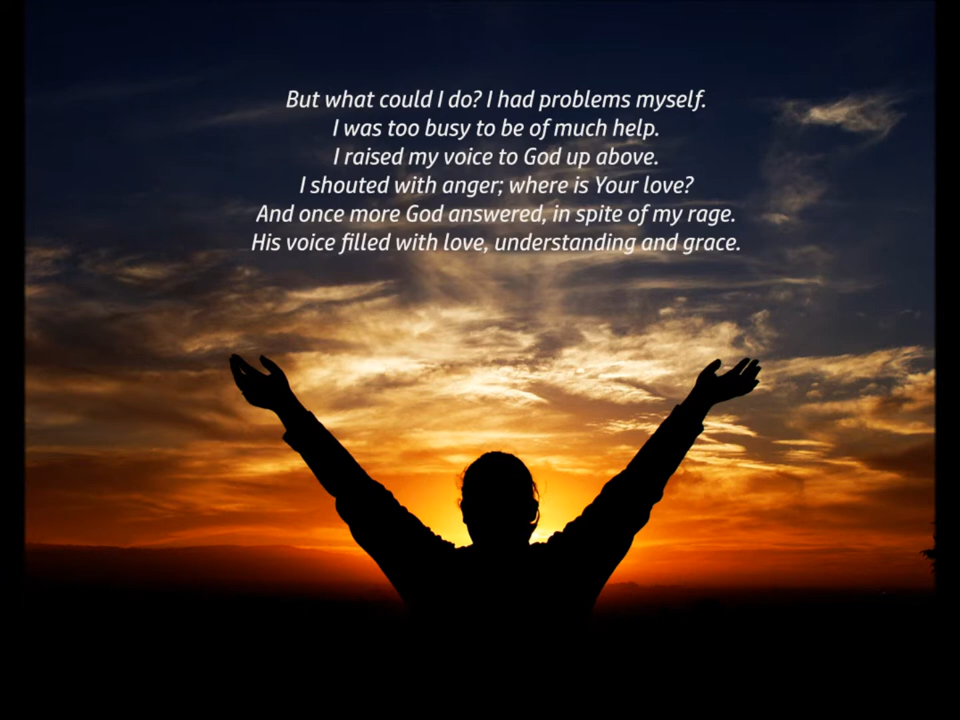 But what could I do? I had problems myself.
I was too busy to be of much help.
I raised my voice to God up above.
I shouted with anger; where is Your love?
And once more God answered, in spite of my rage.
His voice filled with love, understanding and grace.